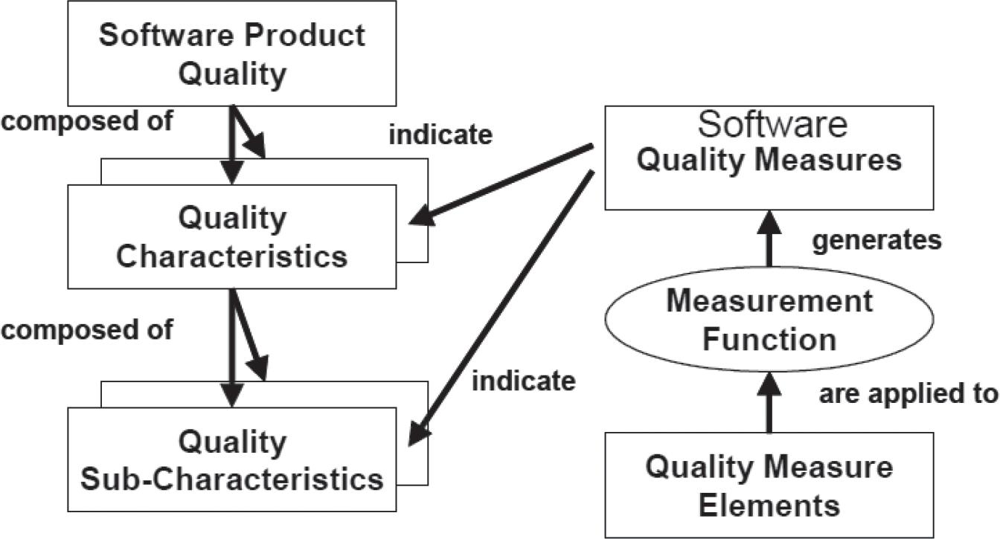 Software Product
Quality
composed of
indicate
Software
Quality Measures
Quality
Characteristics
generates
Measurement
Function
composed of
indicate
are applied to
Quality
Sub-Characteristics
Quality Measure
Elements